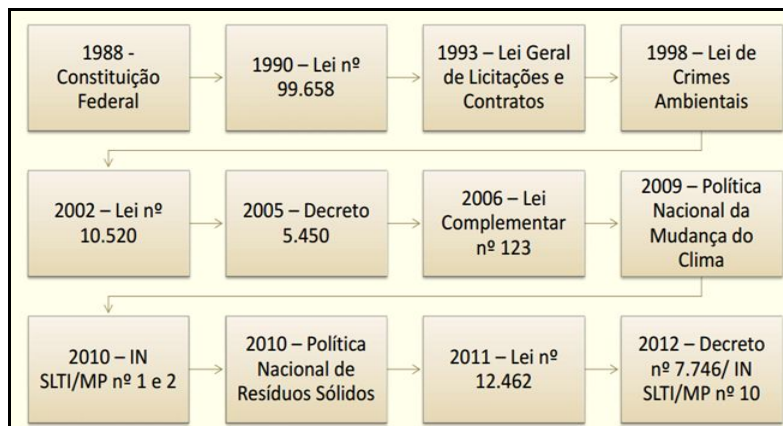 1988 -
Constituição
Federal
1990 – Lei nº
99.658
1993 – Lei Geral
de Licitações e
Contratos
1998 – Lei de
Crimes
Ambientais
2002 – Lei nº
10.520
2005 – Decreto
5.450
2006 – Lei
Complementar
nº 123
2009 – Política
Nacional da
Mudança do
Clima
2010 – IN
SLTI/MP nº 1 e 2
2010 – Política
Nacional de
Resíduos Sólidos
2011 – Lei nº
12.462
2012 – Decreto
nº 7.746/ IN
SLTI/MP nº 10